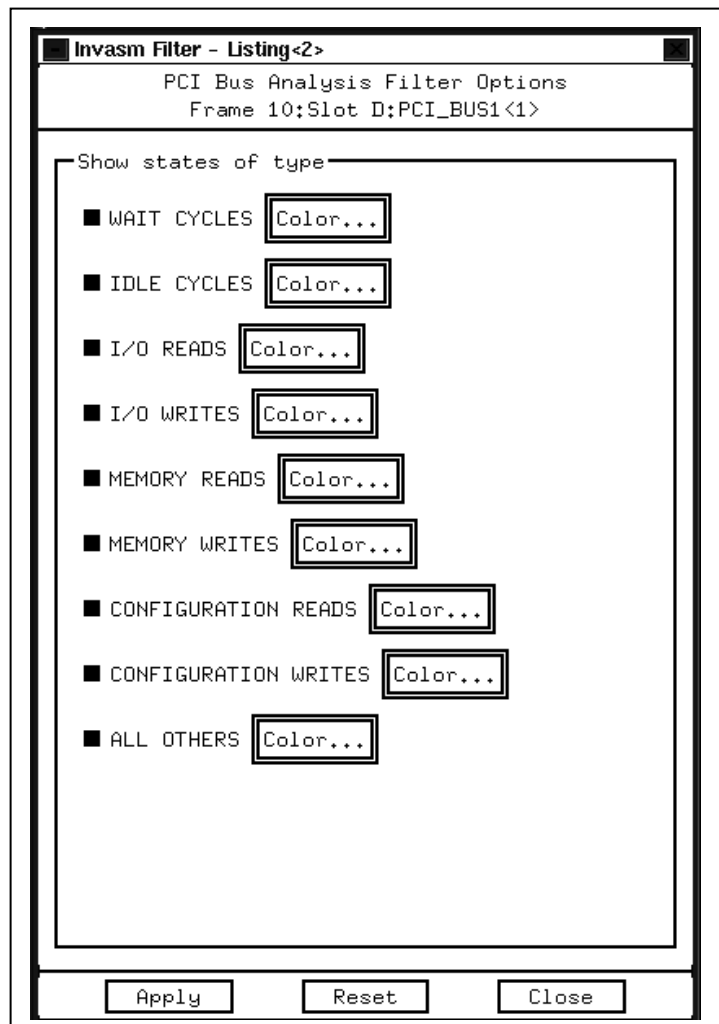 Invasm Filter - Listing<2>
PCI Bus Analysis Filter Options
Frame 10:Slot D:PCI_BUS1<1>
Show states of type
WAIT CYCLES Color...
IDLE CYCLES Color...
I/O READS Color...
I/O WRITES Color...
MEMORY READS Color...
MEMORY WRITES Color...
CONFIGURATION READS Color...
CONFIGURATION WRITES Color...
ALL OTHERS Color...
Apply Reset Close